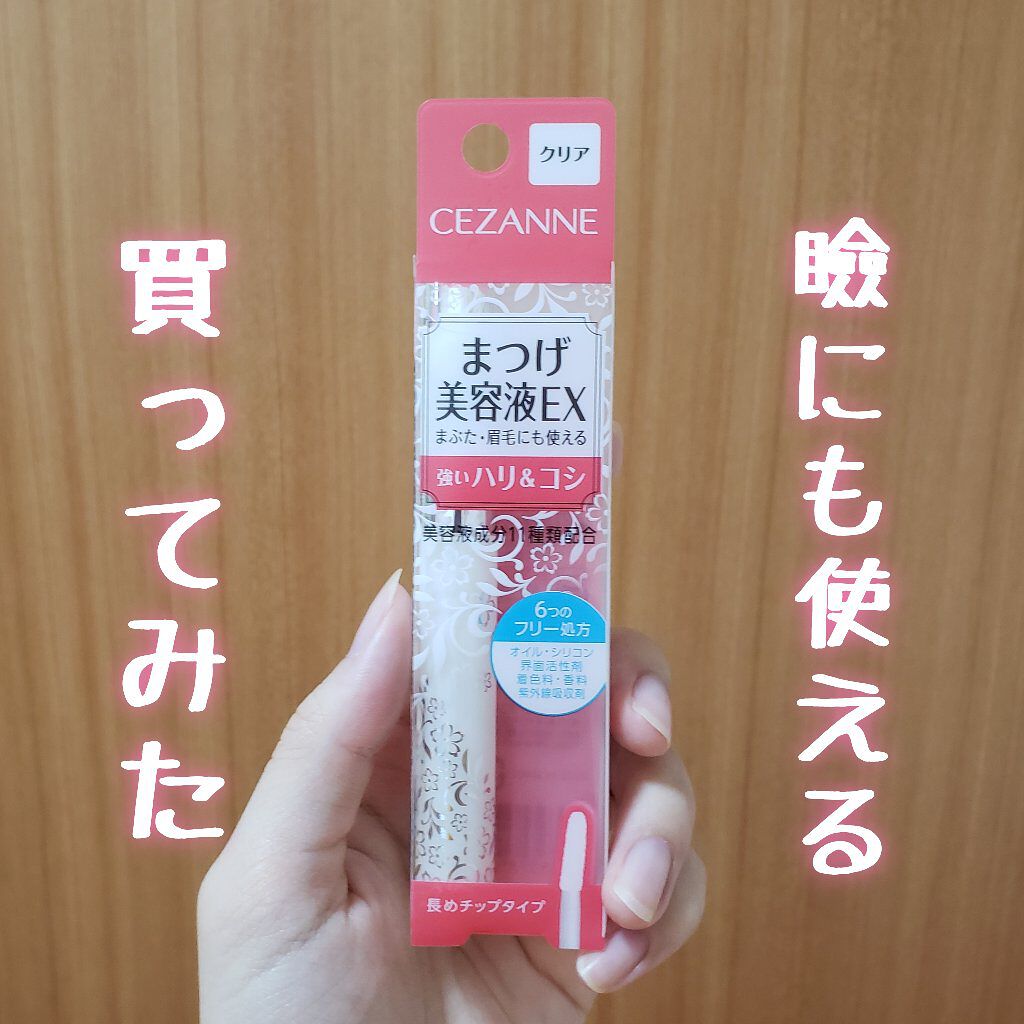 瞼にも使える
買ってみた
クリア
CEZANNE
まつげ
美容液EX
まぶた・眉毛にも使える
強いハリ&コシ
美容液成分11種類配合
6つの
フリー処方
オイル・シリコン
界面活性剤
着色料・香料
紫外線吸収剤
長めチップタイプ